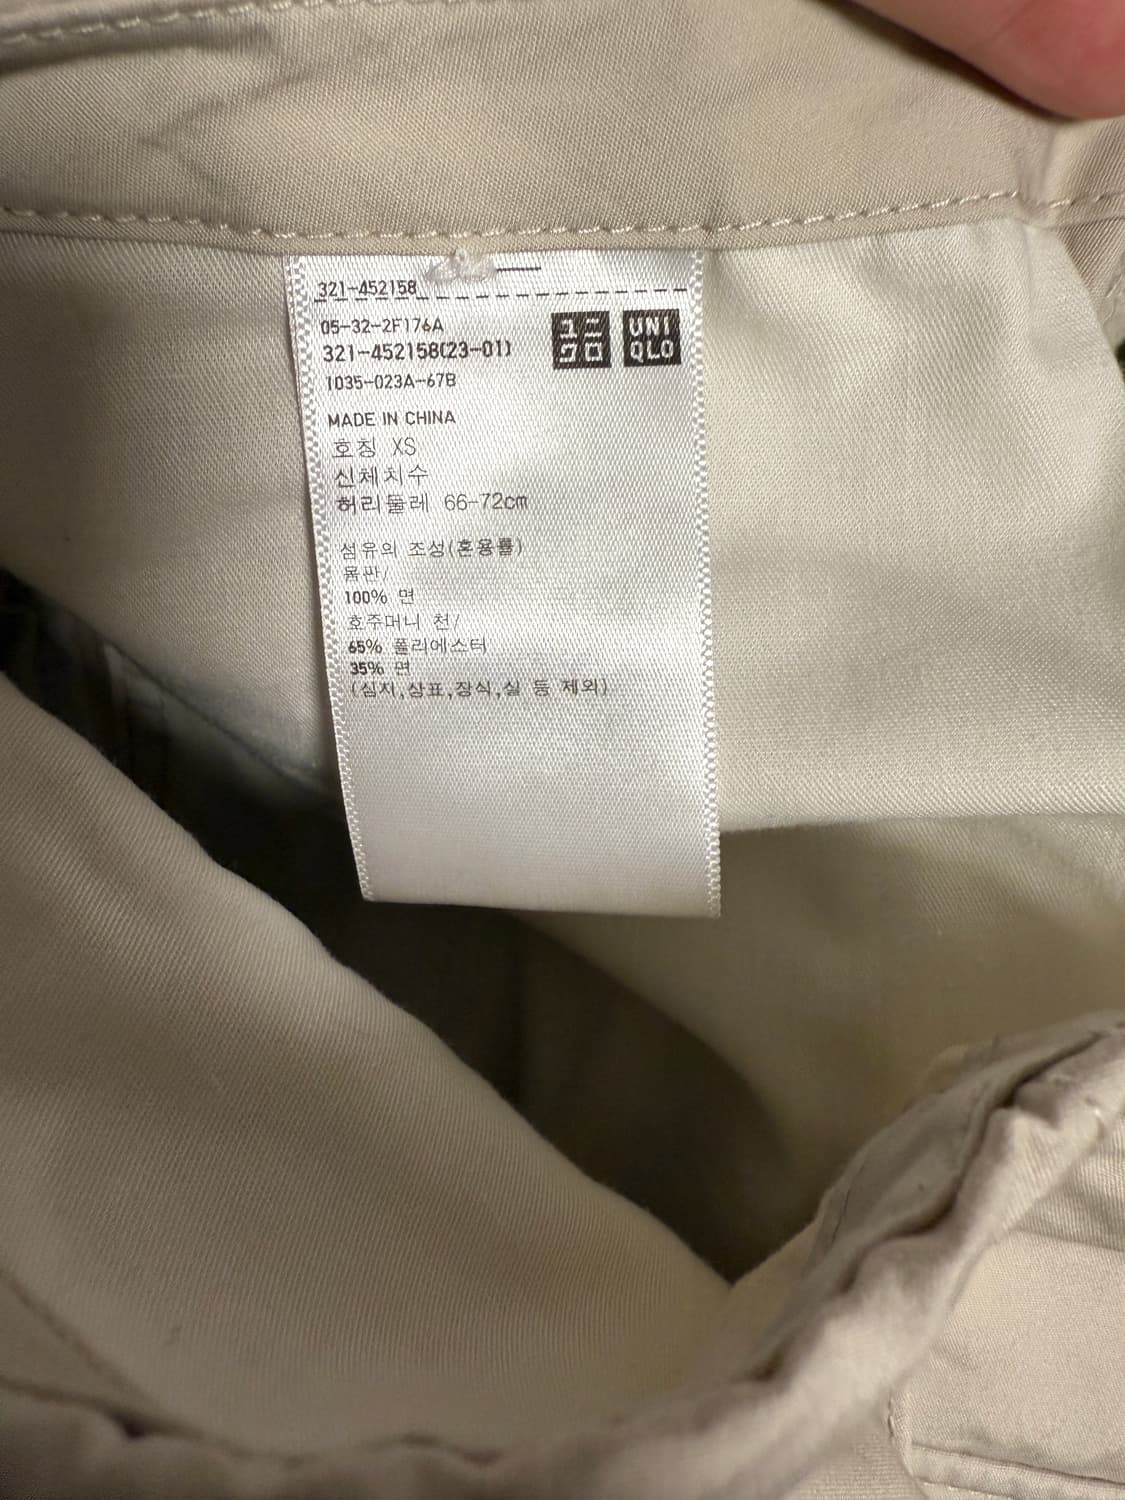 321-452158
05-32-2F176A
321-452158(23-01)
1035-023A-67B
ユニ
クロ
UNI
QLO
MADE IN CHINA
호칭 XS
신체치수
허리둘레 66-72cm
섬유의 조성(혼용률)
몸판/
100% 면
호주머니 천/
65% 폴리에스터
35% 면
(심지,상표,장식,실 등 제외)